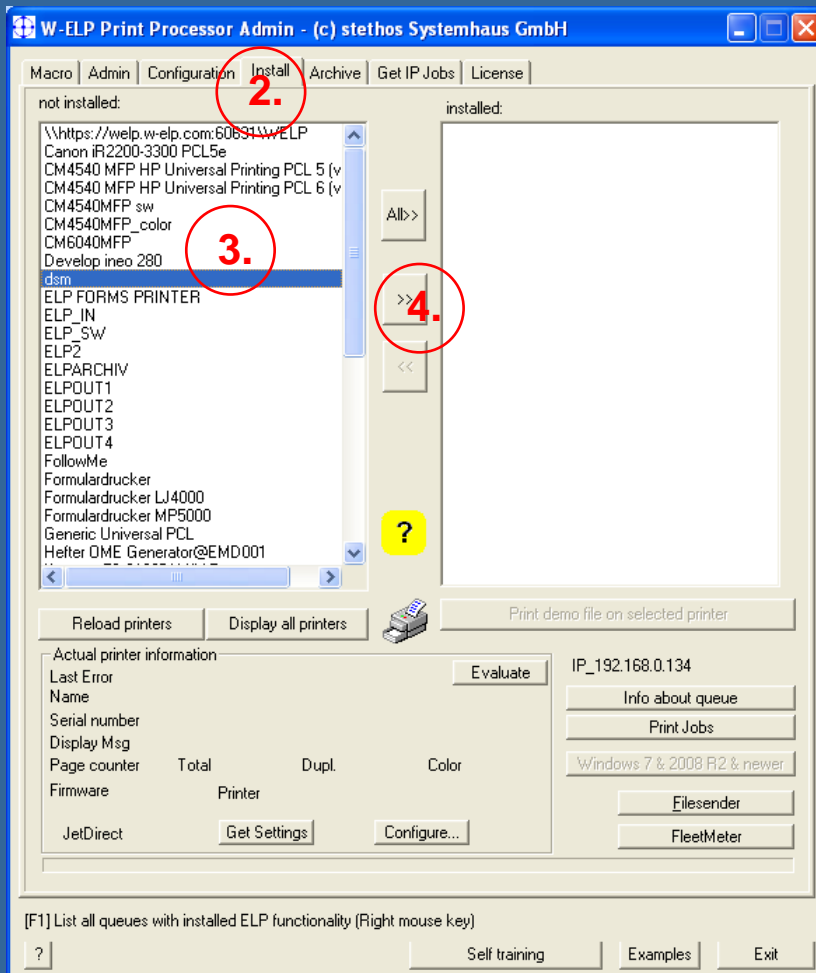 W-ELP Print Processor Admin - (c) stethos Systemhaus GmbH
Macro Admin Configuration Install Archive Get IP Jobs License
2.
not installed:
installed:
\\https://welp.w-elp.com:60631\WELP
Canon iR2200-3300 PCL5e
CM4540 MFP HP Universal Printing PCL 5 (v
CM4540 MFP HP Universal Printing PCL 6 (v
CM4540MFP sw
CM4540MFP_color
CM6040MFP
Develop ineo 280
dsm
ELP FORMS PRINTER
ELP_IN
ELP_SW
ELP2
ELPARCHIV
ELPOUT1
ELPOUT2
ELPOUT3
ELPOUT4
FollowMe
Formulardrucker
Formulardrucker LJ4000
Formulardrucker MP5000
Generic Universal PCL
Hefter OME Generator@EMD001
3.
All>>
>>
4.
<<
?
Reload printers Display all printers
Print demo file on selected printer
Actual printer information
Last Error
Evaluate
Name
Serial number
Display Msg
Page counter Total Dupl. Color
Firmware Printer
JetDirect Get Settings Configure...
IP_192.168.0.134
Info about queue
Print Jobs
Windows 7 & 2008 R2 & newer
Filesender
FleetMeter
[F1] List all queues with installed ELP functionality (Right mouse key)
? Self training Examples Exit